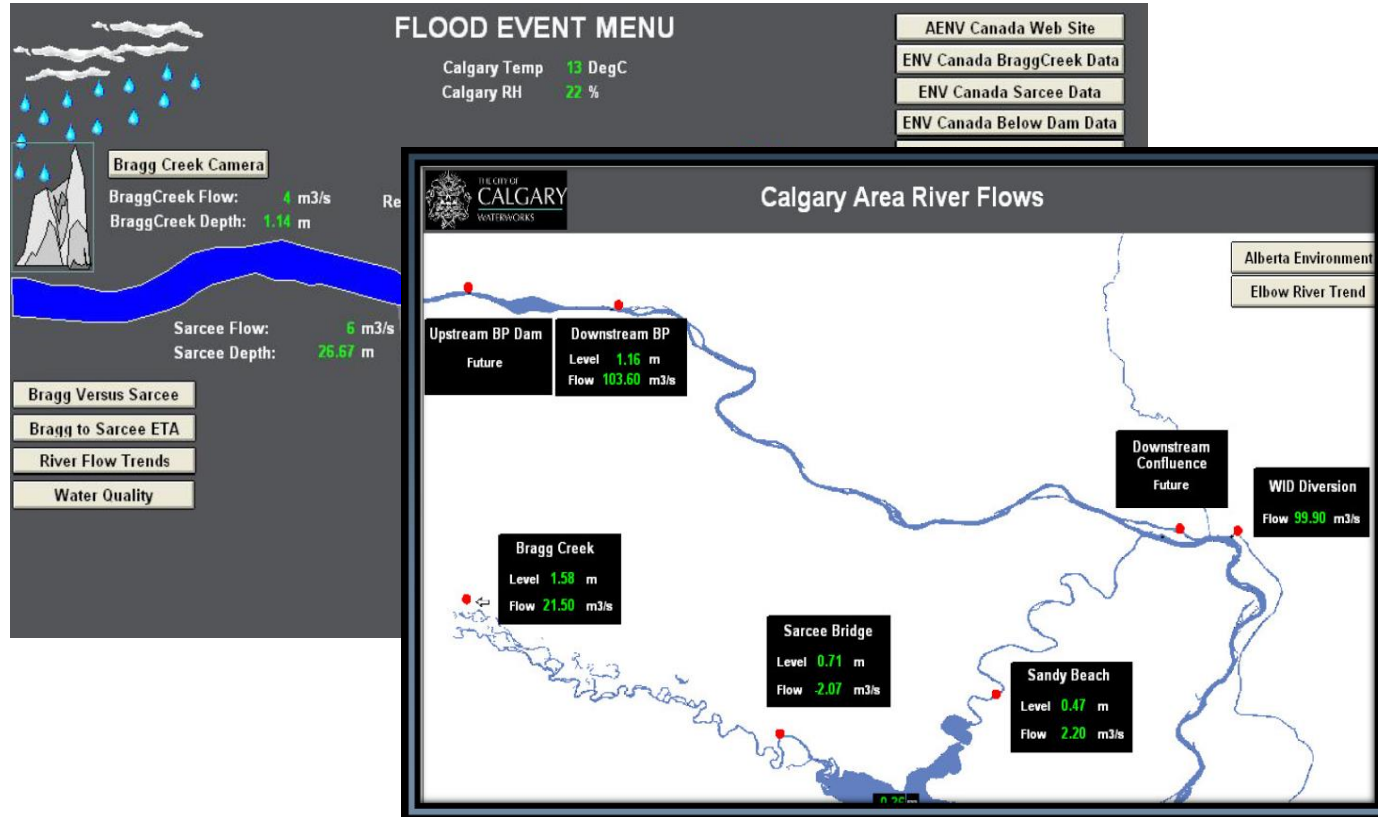 FLOOD EVENT MENU
Calgary Temp 13 DegC
Calgary RH 22 %
AENV Canada Web Site
ENV Canada BraggCreek Data
ENV Canada Sarcee Data
ENV Canada Below Dam Data
Bragg Creek Camera
BraggCreek Flow: 4 m3/s
Re
BraggCreek Depth: 1.14 m
Sarcee Flow: 6 m3/s
Sarcee Depth: 26.67 m
Bragg Versus Sarcee
Bragg to Sarcee ETA
River Flow Trends
Water Quality
THE CITY OF
CALGARY
WATERWORKS
Calgary Area River Flows
Alberta Environment
Elbow River Trend
Upstream BP Dam
Future
Downstream BP
Level 1.16 m
Flow 103.60 m3/s
Downstream
Confluence
Future
WID Diversion
Flow 99.90 m3/s
Bragg Creek
Level 1.58 m
Flow 21.50 m3/s
Sarcee Bridge
Level 0.71 m
Flow -2.07 m3/s
Sandy Beach
Level 0.47 m
Flow 2.20 m3/s